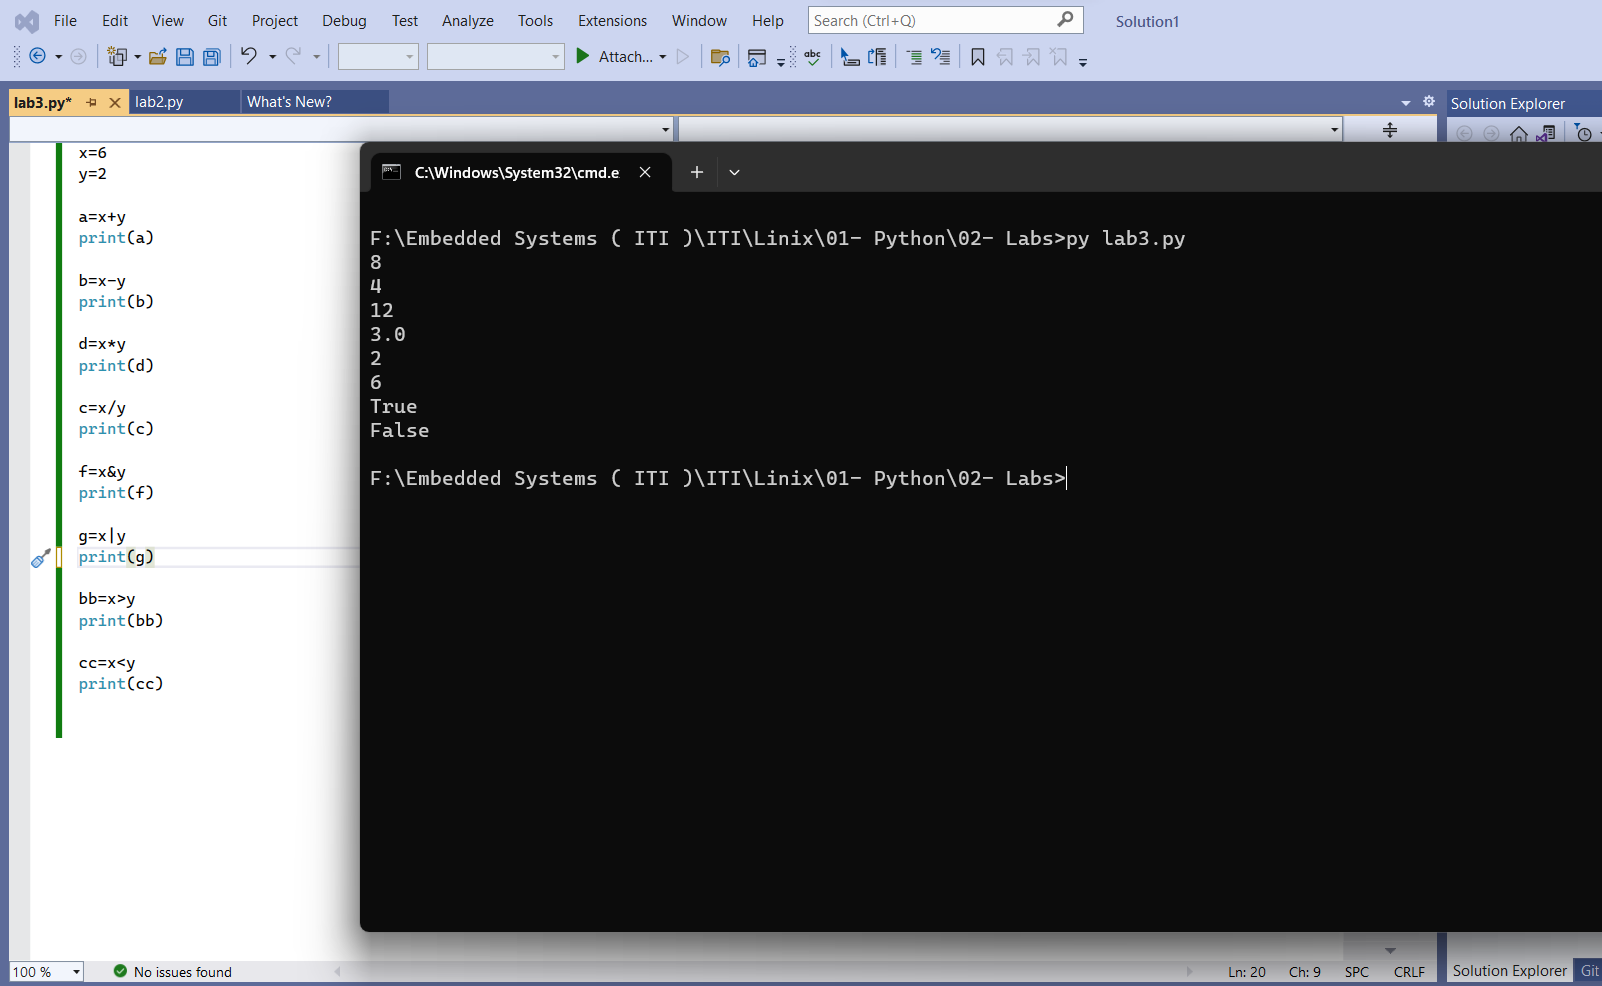 File Edit View Git Project Debug Test Analyze Tools Extensions Window Help Search (Ctrl+Q) Solution1
Attach...
abc
lab3.py* lab2.py What's New?
Solution Explorer
x=6
y=2
a=x+y
print(a)
b=x-y
print(b)
d=x*y
print(d)
c=x/y
print(c)
f=x&y
print(f)
g=x|y
print(g)
bb=x>y
print(bb)
cc=x<y
print(cc)
C:\Windows\System32\cmd.e
F:\Embedded Systems ( ITI )\ITI\Linix\01- Python\02- Labs>py lab3.py
8
4
12
3.0
2
6
True
False
F:\Embedded Systems ( ITI )\ITI\Linix\01- Python\02- Labs>
100 % No issues found Ln: 20 Ch: 9 SPC CRLF
Solution Explorer Git